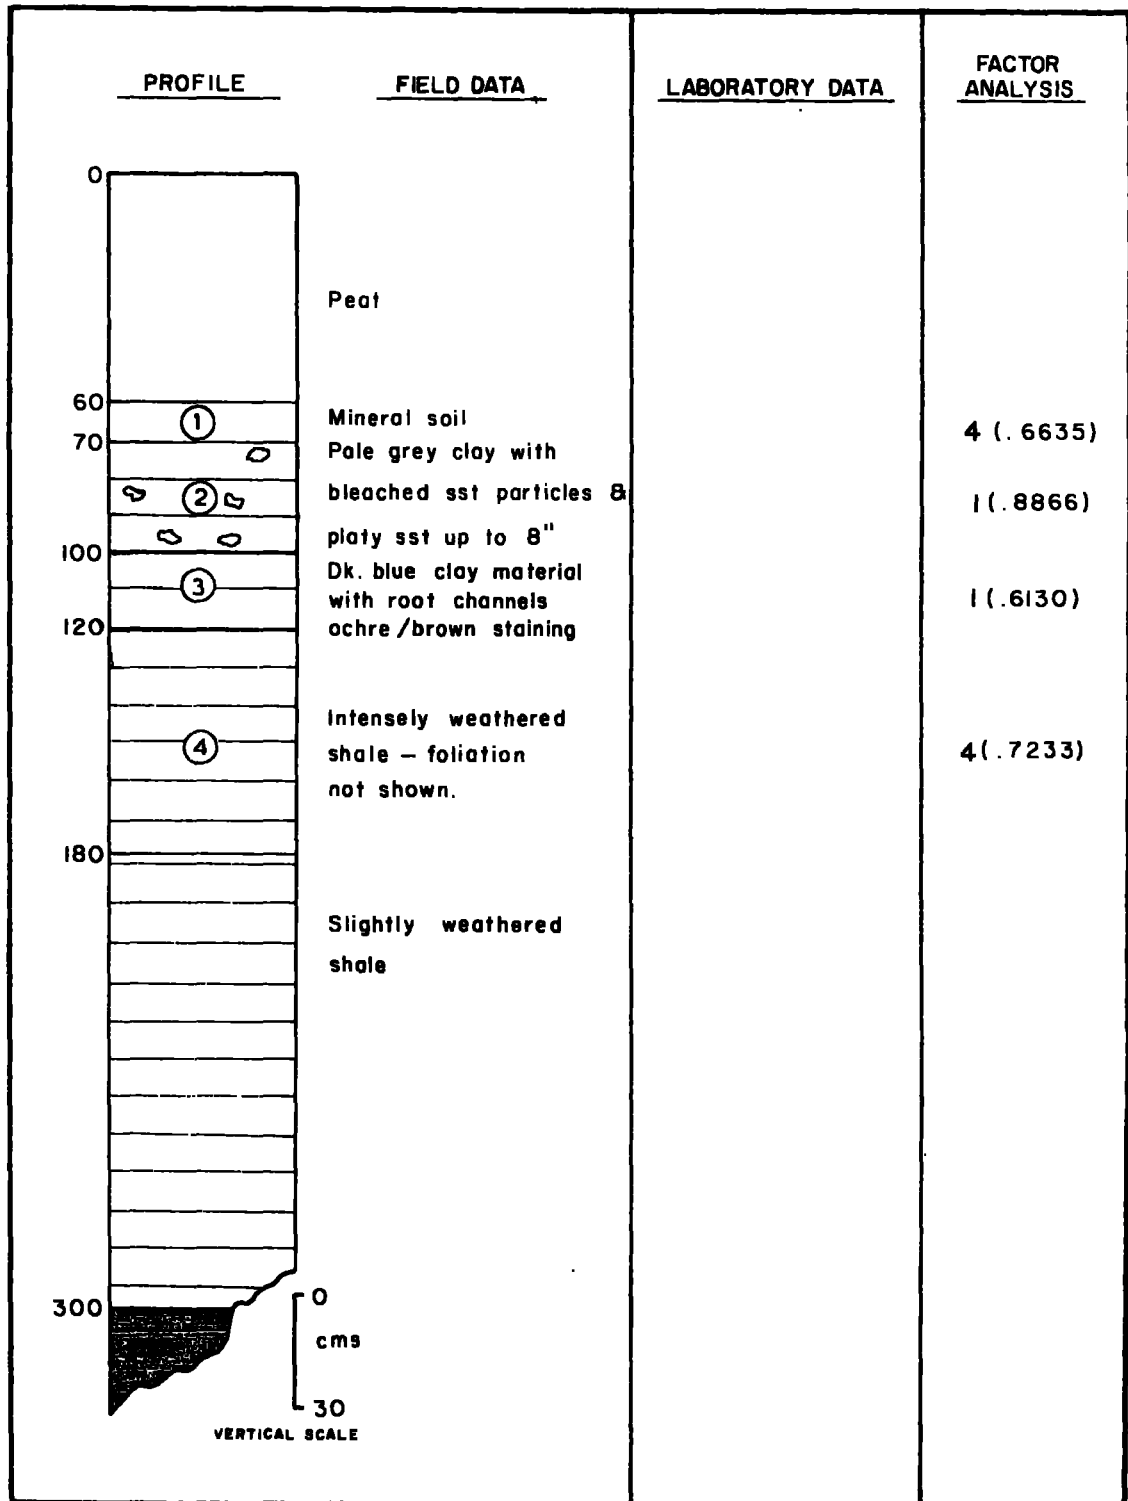 PROFILE
FIELD DATA
LABORATORY DATA
FACTOR
ANALYSIS
0
Peat
60
1
Mineral soil
4 (.6635)
70
Pale grey clay with
2
bleached sst particles &
1 (.8866)
platy sst up to 8"
100
Dk. blue clay material
3
with root channels
1 (.6130)
120
ochre/brown staining
Intensely weathered
4
shale – foliation
4 (.7233)
not shown.
180
Slightly weathered
shale
300
0
cms
30
VERTICAL SCALE